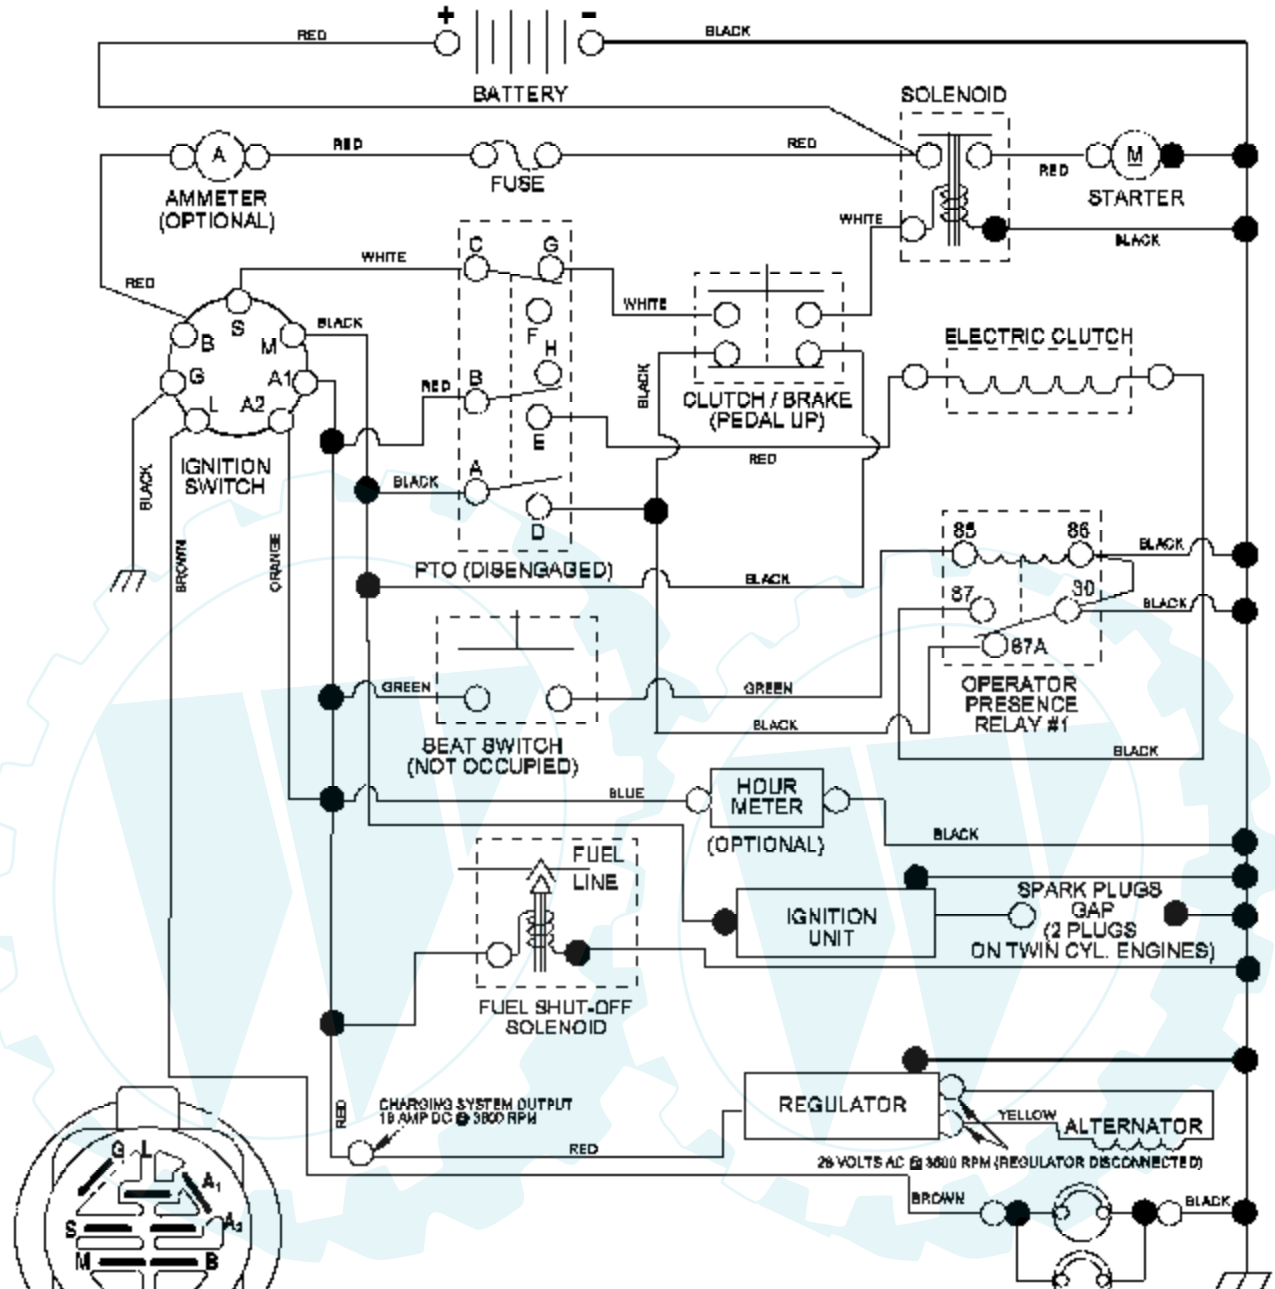 + -
RED
BLACK
BATTERY
SOLENOID
A
RED
FUSE
RED
RED
M
STARTER
AMMETER
(OPTIONAL)
WHITE
BLACK
RED
WHITE
C G
F
WHITE
S
B
M
BLACK
G
A1
L
A2
IGNITION
SWITCH
H
RED
B
E
BLACK
A
D
PTO (DISENGAGED)
BLACK
CLUTCH / BRAKE
(PEDAL UP)
ELECTRIC CLUTCH
RED
BLACK
BLACK
BROWN
ORANGE
85 86
BLACK
87
30
BLACK
87A
OPERATOR
PRESENCE
RELAY #1
GREEN
GREEN
SEAT SWITCH
(NOT OCCUPIED)
BLACK
BLACK
BLUE
HOUR
METER
(OPTIONAL)
BLACK
FUEL
LINE
FUEL SHUT-OFF
SOLENOID
IGNITION
UNIT
SPARK PLUGS
GAP
(2 PLUGS
ON TWIN CYL. ENGINES)
RED
CHARGING SYSTEM OUTPUT
AMP DC @ 3600 RPM
RED
REGULATOR
YELLOW
ALTERNATOR
28 VOLTS AC @ 3600 RPM (REGULATOR DISCONNECTED)
BROWN
BLACK
G L
A1
S
A2
M
B